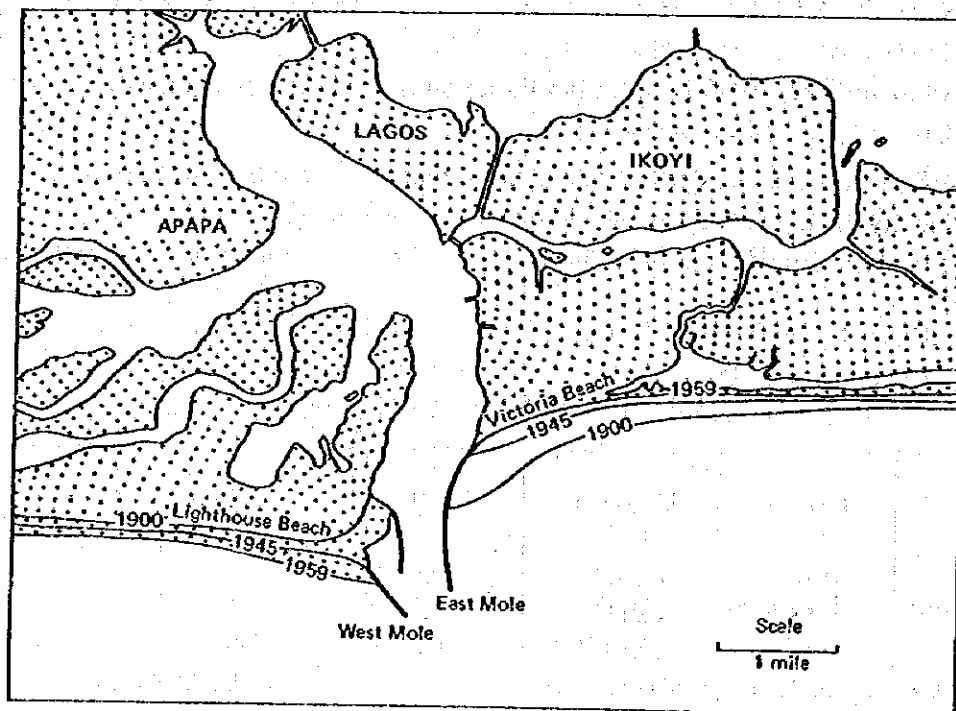 LAGOS
IKOYI
APAPA
Victoria Beach
1959
1945
1900
1900
Lighthouse Beach
1945
1959
East Mole
West Mole
Scale
1 mile